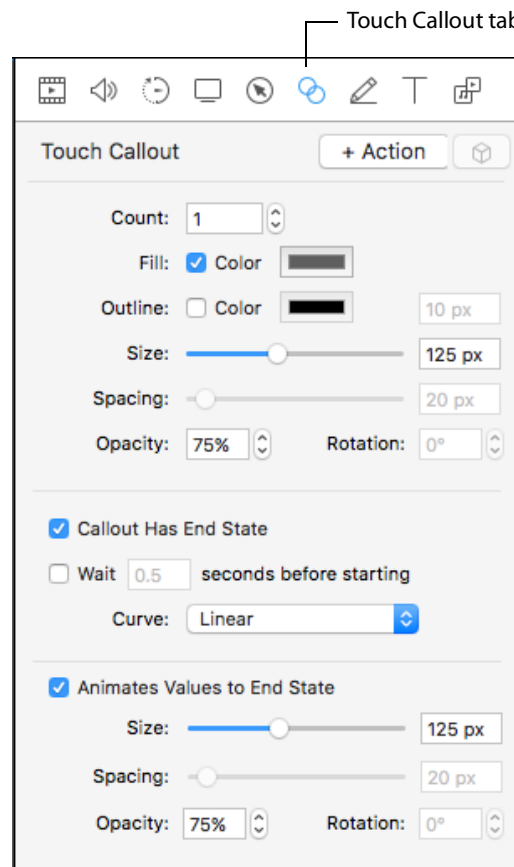 Touch Callout tab
Touch Callout + Action
Count: 1
Fill: Color
Outline: Color 10 px
Size: 125 px
Spacing: 20 px
Opacity: 75% Rotation: 0°
Callout Has End State
Wait 0.5 seconds before starting
Curve: Linear
Animates Values to End State
Size: 125 px
Spacing: 20 px
Opacity: 75% Rotation: 0°